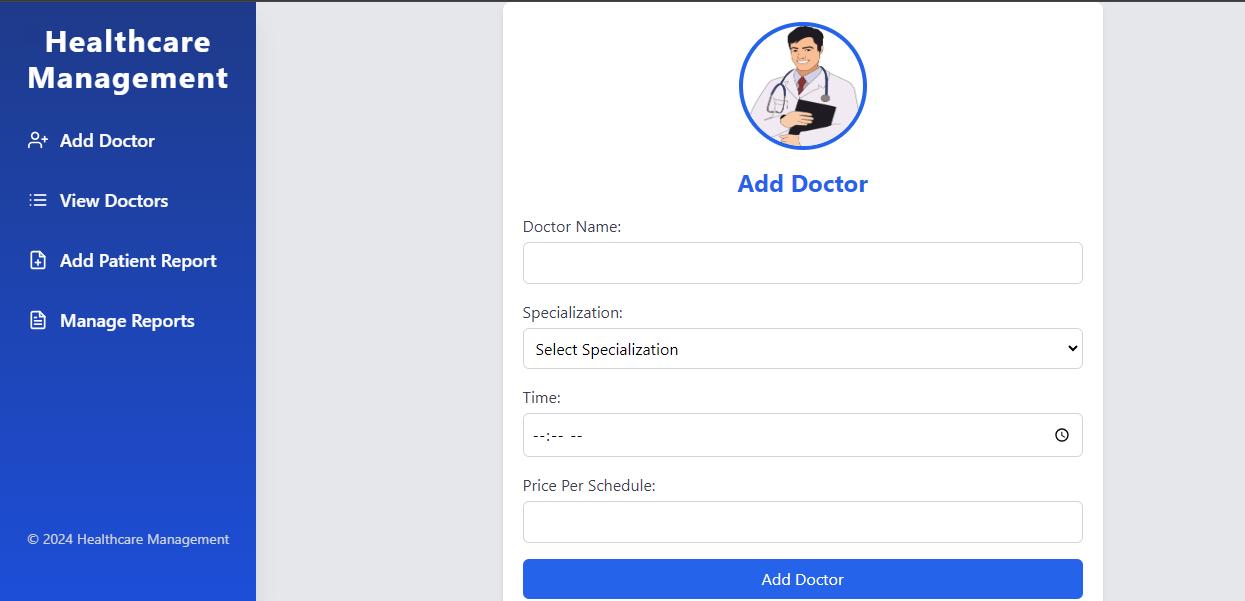 Healthcare
Management
Add Doctor
View Doctors
Add Patient Report
Manage Reports
© 2024 Healthcare Management
Add Doctor
Doctor Name:
Specialization:
Select Specialization
Time:
--:-- --
Price Per Schedule:
Add Doctor